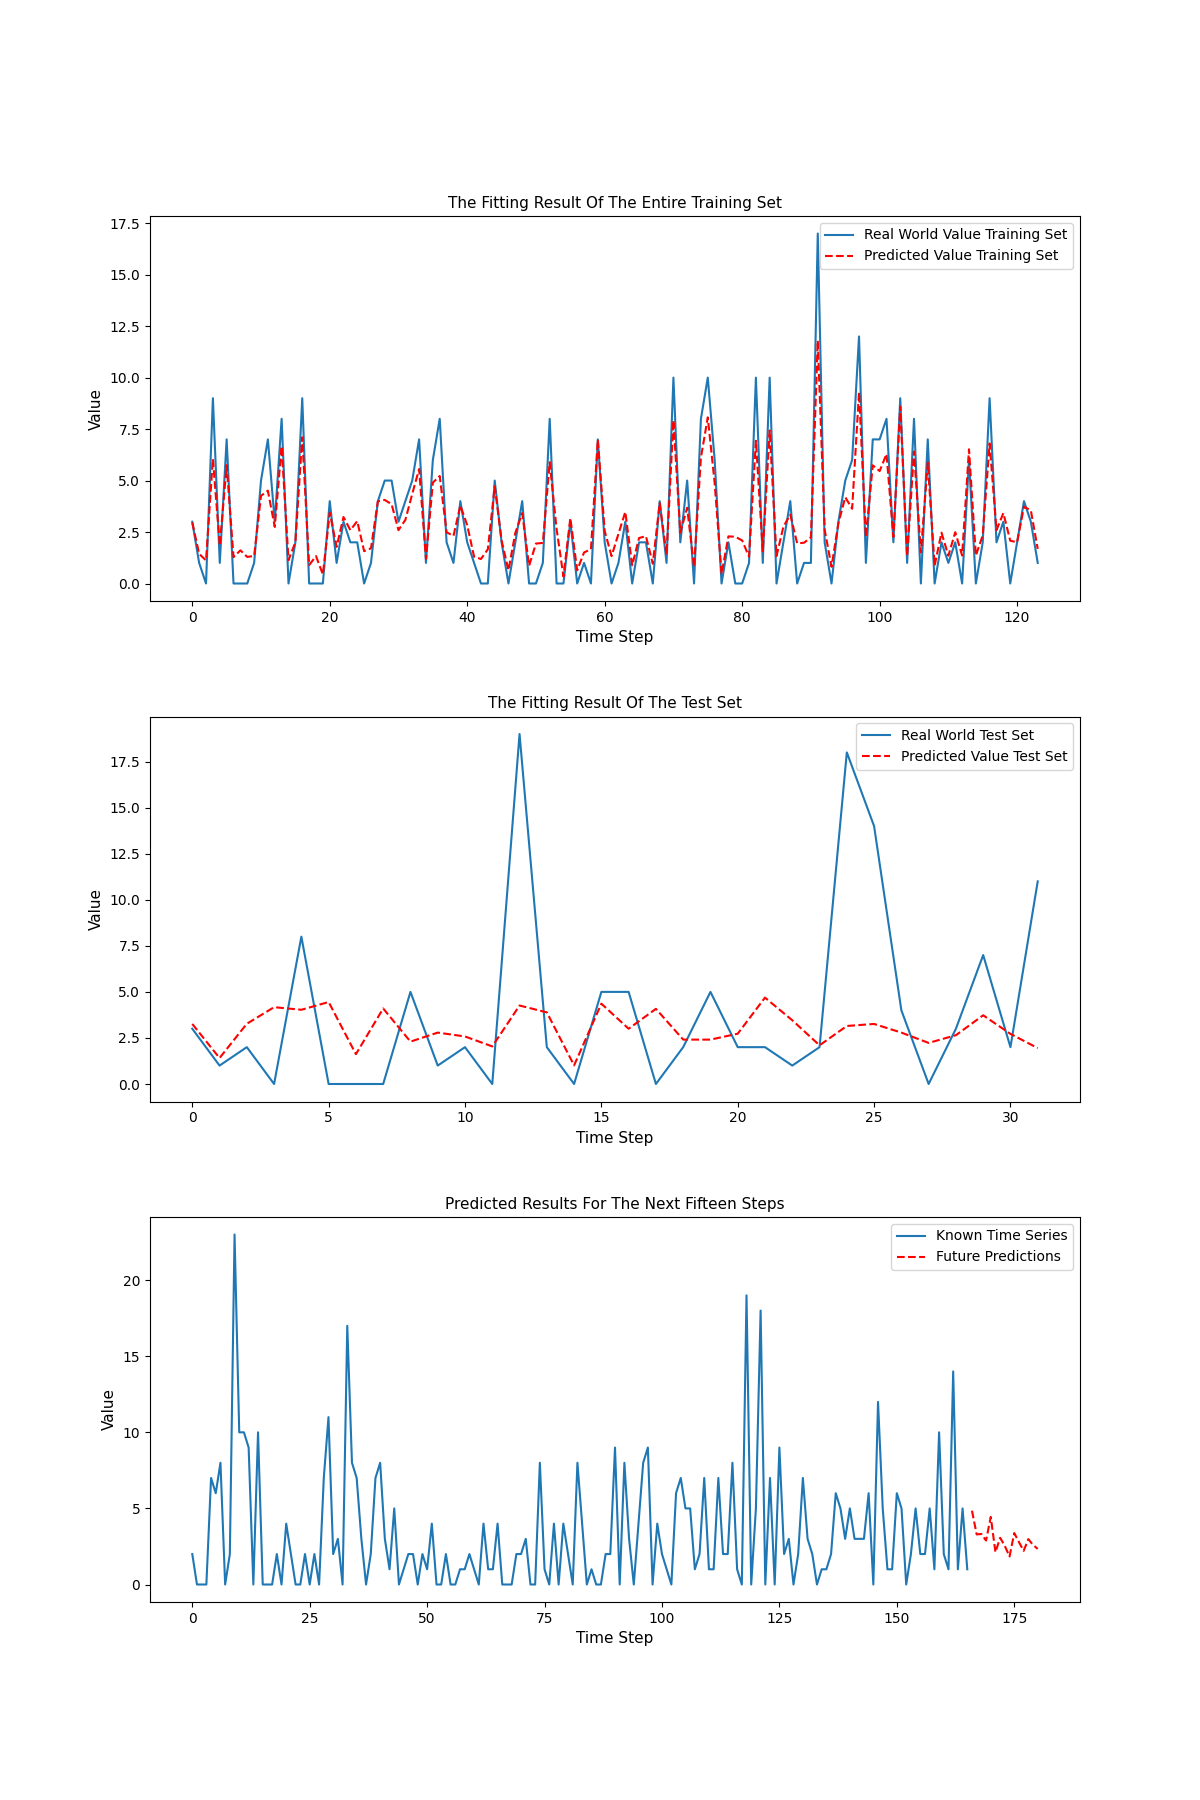 The Fitting Result Of The Entire Training Set
17.5
15.0
12.5
10.0
7.5
5.0
2.5
0.0
Value
Real World Value Training Set
Predicted Value Training Set
0 20 40 60 80 100 120
Time Step
The Fitting Result Of The Test Set
17.5
15.0
12.5
10.0
7.5
5.0
2.5
0.0
Value
Real World Test Set
Predicted Value Test Set
0 5 10 15 20 25 30
Time Step
Predicted Results For The Next Fifteen Steps
20
15
10
5
0
Value
Known Time Series
Future Predictions
0 25 50 75 100 125 150 175
Time Step